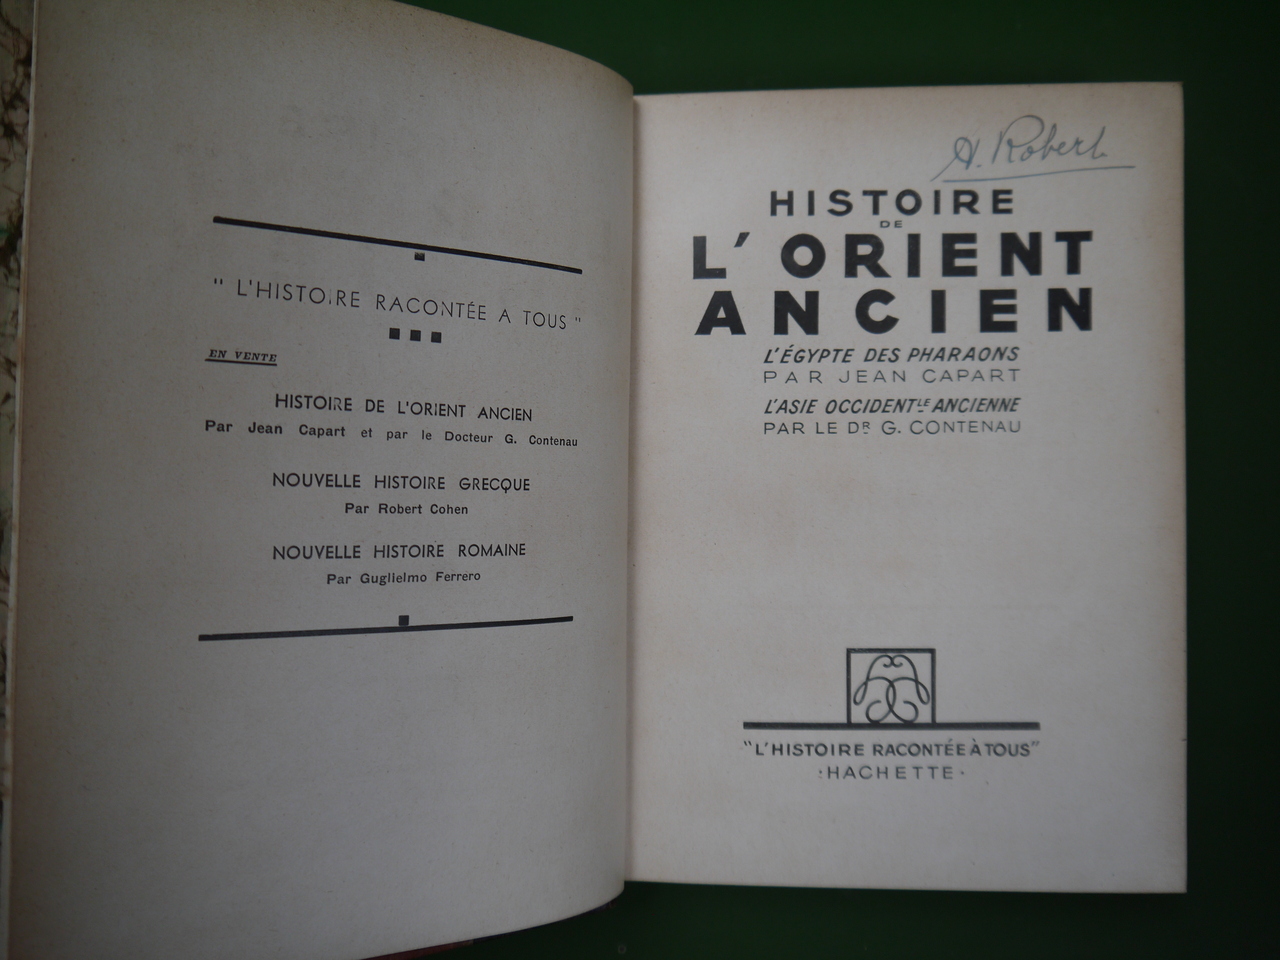 " L'HISTOIRE RACONTÉE A TOUS "
EN VENTE
HISTOIRE DE L'ORIENT ANCIEN
Par Jean Capart et par le Docteur G. Contenau
NOUVELLE HISTOIRE GRECQUE
Par Robert Cohen
NOUVELLE HISTOIRE ROMAINE
Par Guglielmo Ferrero
A. Robert
HISTOIRE
DE
L'ORIENT
ANCIEN
L'ÉGYPTE DES PHARAONS
PAR JEAN CAPART
L'ASIE OCCIDENTLE ANCIENNE
PAR LE DR G. CONTENAU
"L'HISTOIRE RACONTÉE À TOUS"
·HACHETTE·